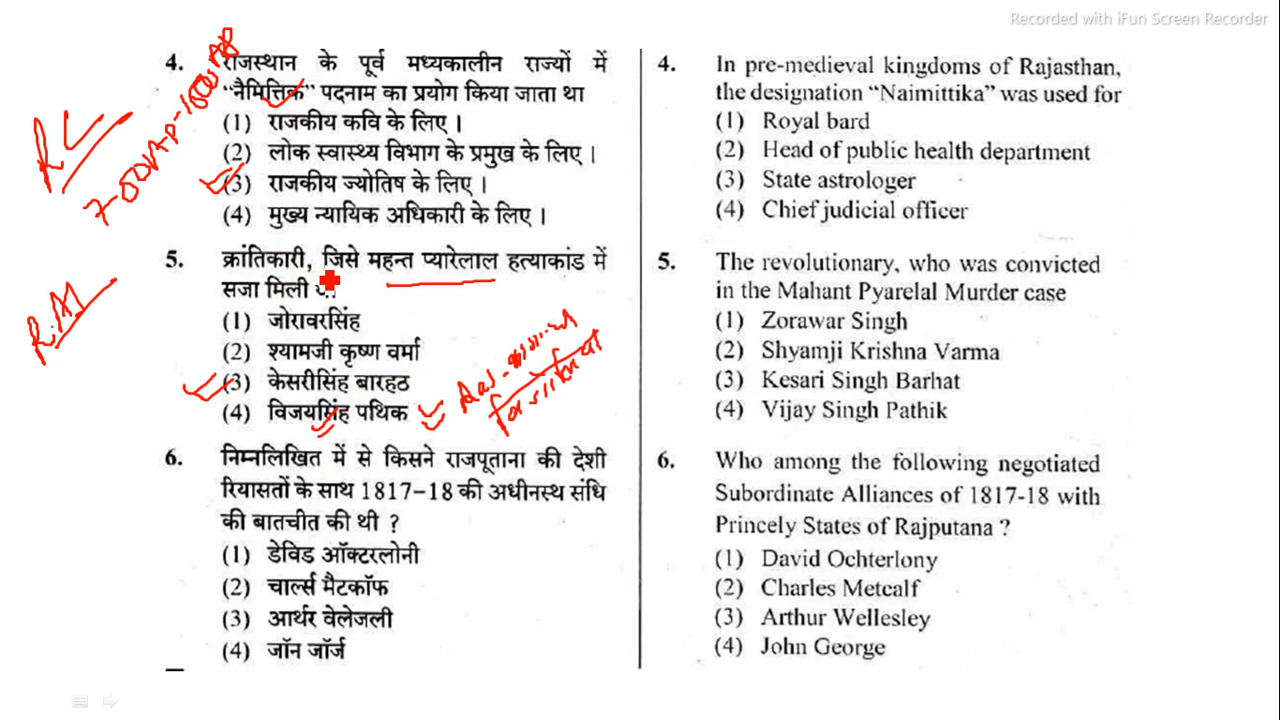 Recorded with iFun Screen Recorder
4. राजस्थान के पूर्व मध्यकालीन राज्यों में
"नैमित्तिक" पदनाम का प्रयोग किया जाता था
(1) राजकीय कवि के लिए ।
(2) लोक स्वास्थ्य विभाग के प्रमुख के लिए ।
(3) राजकीय ज्योतिष के लिए ।
(4) मुख्य न्यायिक अधिकारी के लिए ।
5. क्रांतिकारी, जिसे महन्त प्यारेलाल हत्याकांड में
सजा मिली
(1) जोरावरसिंह
(2) श्यामजी कृष्ण वर्मा
(3) केसरीसिंह बारहठ
(4) विजयसिंह पथिक
6. निम्नलिखित में से किसने राजपूताना की देशी
रियासतों के साथ 1817-18 की अधीनस्थ संधि
की बातचीत की थी ?
(1) डेविड ऑक्टरलोनी
(2) चार्ल्स मैटकॉफ
(3) आर्थर वेलेजली
(4) जॉन जॉर्ज
4. In pre-medieval kingdoms of Rajasthan,
the designation "Naimittika" was used for
(1) Royal bard
(2) Head of public health department
(3) State astrologer
(4) Chief judicial officer
5. The revolutionary, who was convicted
in the Mahant Pyarelal Murder case
(1) Zorawar Singh
(2) Shyamji Krishna Varma
(3) Kesari Singh Barhat
(4) Vijay Singh Pathik
6. Who among the following negotiated
Subordinate Alliances of 1817-18 with
Princely States of Rajputana ?
(1) David Ochterlony
(2) Charles Metcalf
(3) Arthur Wellesley
(4) John George